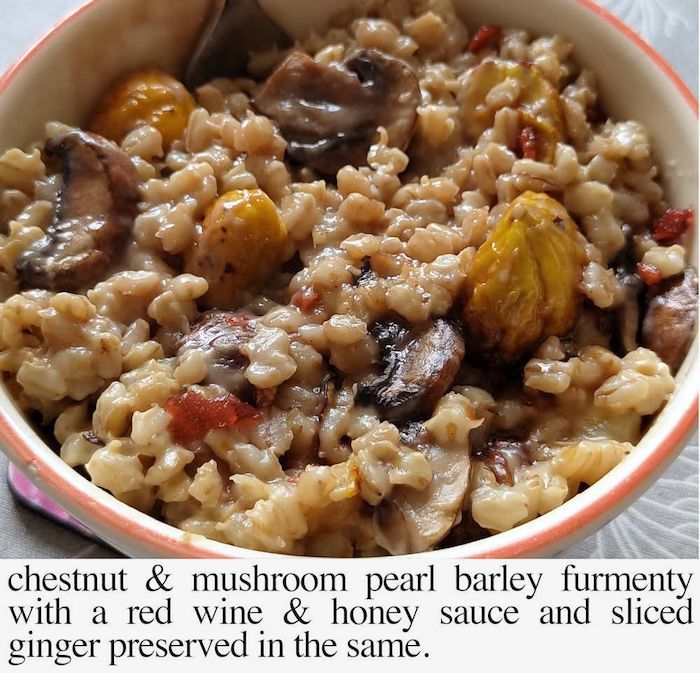 chestnut & mushroom pearl barley furmenty
with a red wine & honey sauce and sliced
ginger preserved in the same.